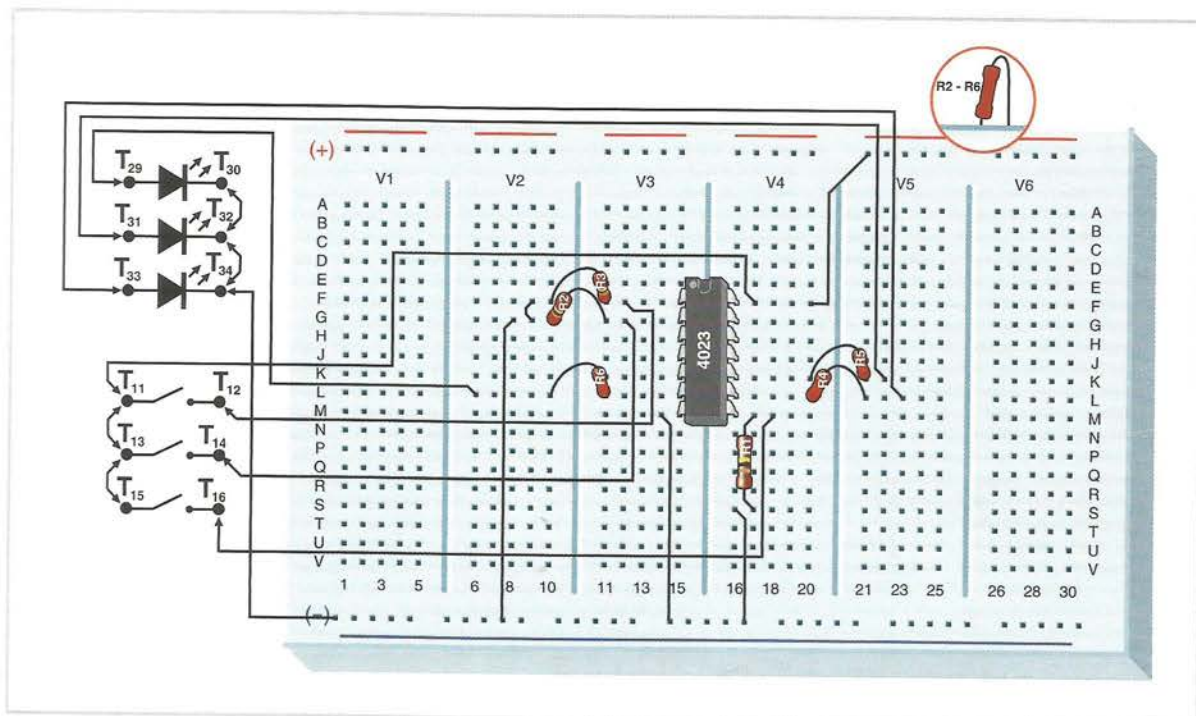 R2 - R6
(+)
V1 V2 V3 V4 V5 V6
T29 T30
T31 T32
T33 T34
A A
B B
C C
D D
E E
F F
G G
H H
J J
K K
L L
M M
N N
P P
Q Q
R R
S S
T T
U U
V V
R3
R2
R6
4023
R5
R4
R1
T11 T12
T13 T14
T15 T16
1 3 5 6 8 10 11 13 15 16 18 20 21 23 25 26 28 30
(-)